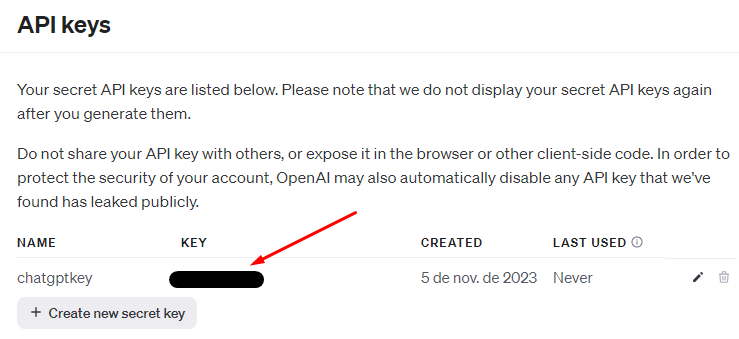 API keys
Your secret API keys are listed below. Please note that we do not display your secret API keys again
after you generate them.
Do not share your API key with others, or expose it in the browser or other client-side code. In order to
protect the security of your account, OpenAI may also automatically disable any API key that we've
found has leaked publicly.
NAME KEY CREATED LAST USED
chatgptkey 5 de nov. de 2023 Never
+ Create new secret key